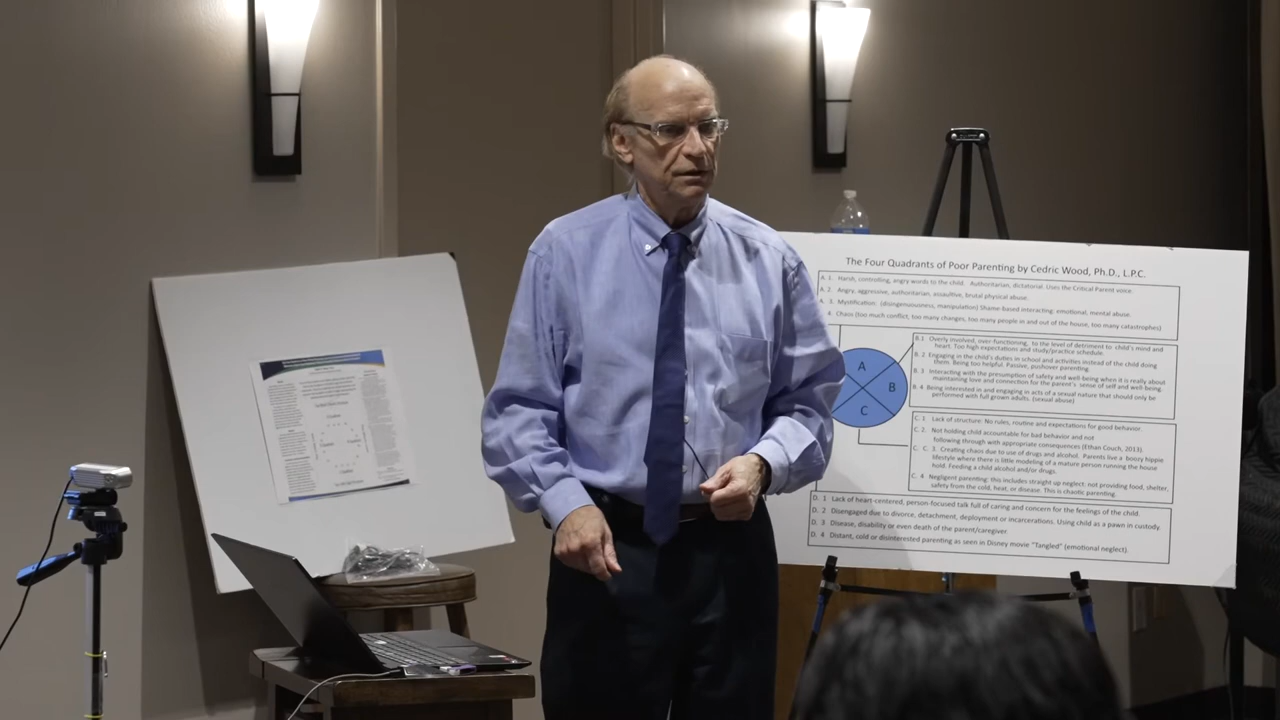 The Four Quadrants of Poor Parenting by Cedric Wood, Ph.D., L.P.C.
A. 1. Harsh, controlling, angry words to the child. Authoritarian, dictatorial. Uses the Critical Parent voice.
A. 2 Angry, aggressive, authoritarian, assaultive, brutal physical abuse.
A. 3. Mystification: (disingenuousness, manipulation) Shame-based interacting: emotional, mental abuse.
4. Chaos (too much conflict, too many changes, too many people in and out of the house, too many catastrophes)
B.1 Overly involved, over-functioning, to the level of detriment to child's mind and
heart. Too high expectations and study/practice schedule.
B. 2 Engaging in the child's duties in school and activities instead of the child doing
them. Being too helpful. Passive, pushover parenting.
B. 3 Interacting with the presumption of safety and well-being when it is really about
maintaining love and connection for the parent's sense of self and well-being
B. 4 Being interested in and engaging in acts of a sexual nature that should only be
performed with full grown adults. (sexual abuse)
A
B
C
C. 1 Lack of structure: No rules, routine and expectations for good behavior.
C. 2. Not holding child accountable for bad behavior and not
following through with appropriate consequences (Ethan Couch, 2013).
C. C. 3. Creating chaos due to use of drugs and alcohol. Parents live a boozy hippie
lifestyle where there is little modeling of a mature person running the house
hold. Feeding a child alcohol and/or drugs.
C. 4 Negligent parenting: this includes straight up neglect: not providing food, shelter,
safety from the cold, heat, or disease. This is chaotic parenting.
D. 1 Lack of heart-centered, person-focused talk full of caring and concern for the feelings of the child.
D. 2 Disengaged due to divorce, detachment, deployment or incarcerations. Using child as a pawn in custody.
D. 3 Disease, disability or even death of the parent/caregiver.
D. 4 Distant, cold or disinterested parenting as seen in Disney movie "Tangled" (emotional neglect).